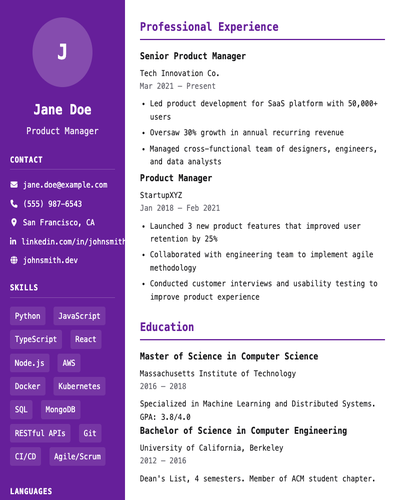 J
Jane Doe
Product Manager
CONTACT
jane.doe@example.com
(555) 987-6543
San Francisco, CA
linkedin.com/in/johnsmith
johnsmith.dev
SKILLS
Python JavaScript
TypeScript React
Node.js AWS
Docker Kubernetes
SQL MongoDB
RESTful APIs Git
CI/CD Agile/Scrum
LANGUAGES
Professional Experience
Senior Product Manager
Tech Innovation Co.
Mar 2021 – Present
• Led product development for SaaS platform with 50,000+
users
• Oversaw 30% growth in annual recurring revenue
• Managed cross-functional team of designers, engineers,
and data analysts
Product Manager
StartupXYZ
Jan 2018 – Feb 2021
• Launched 3 new product features that improved user
retention by 25%
• Collaborated with engineering team to implement agile
methodology
• Conducted customer interviews and usability testing to
improve product experience
Education
Master of Science in Computer Science
Massachusetts Institute of Technology
2016 – 2018
Specialized in Machine Learning and Distributed Systems.
GPA: 3.8/4.0
Bachelor of Science in Computer Engineering
University of California, Berkeley
2012 – 2016
Dean's List, 4 semesters. Member of ACM student chapter.